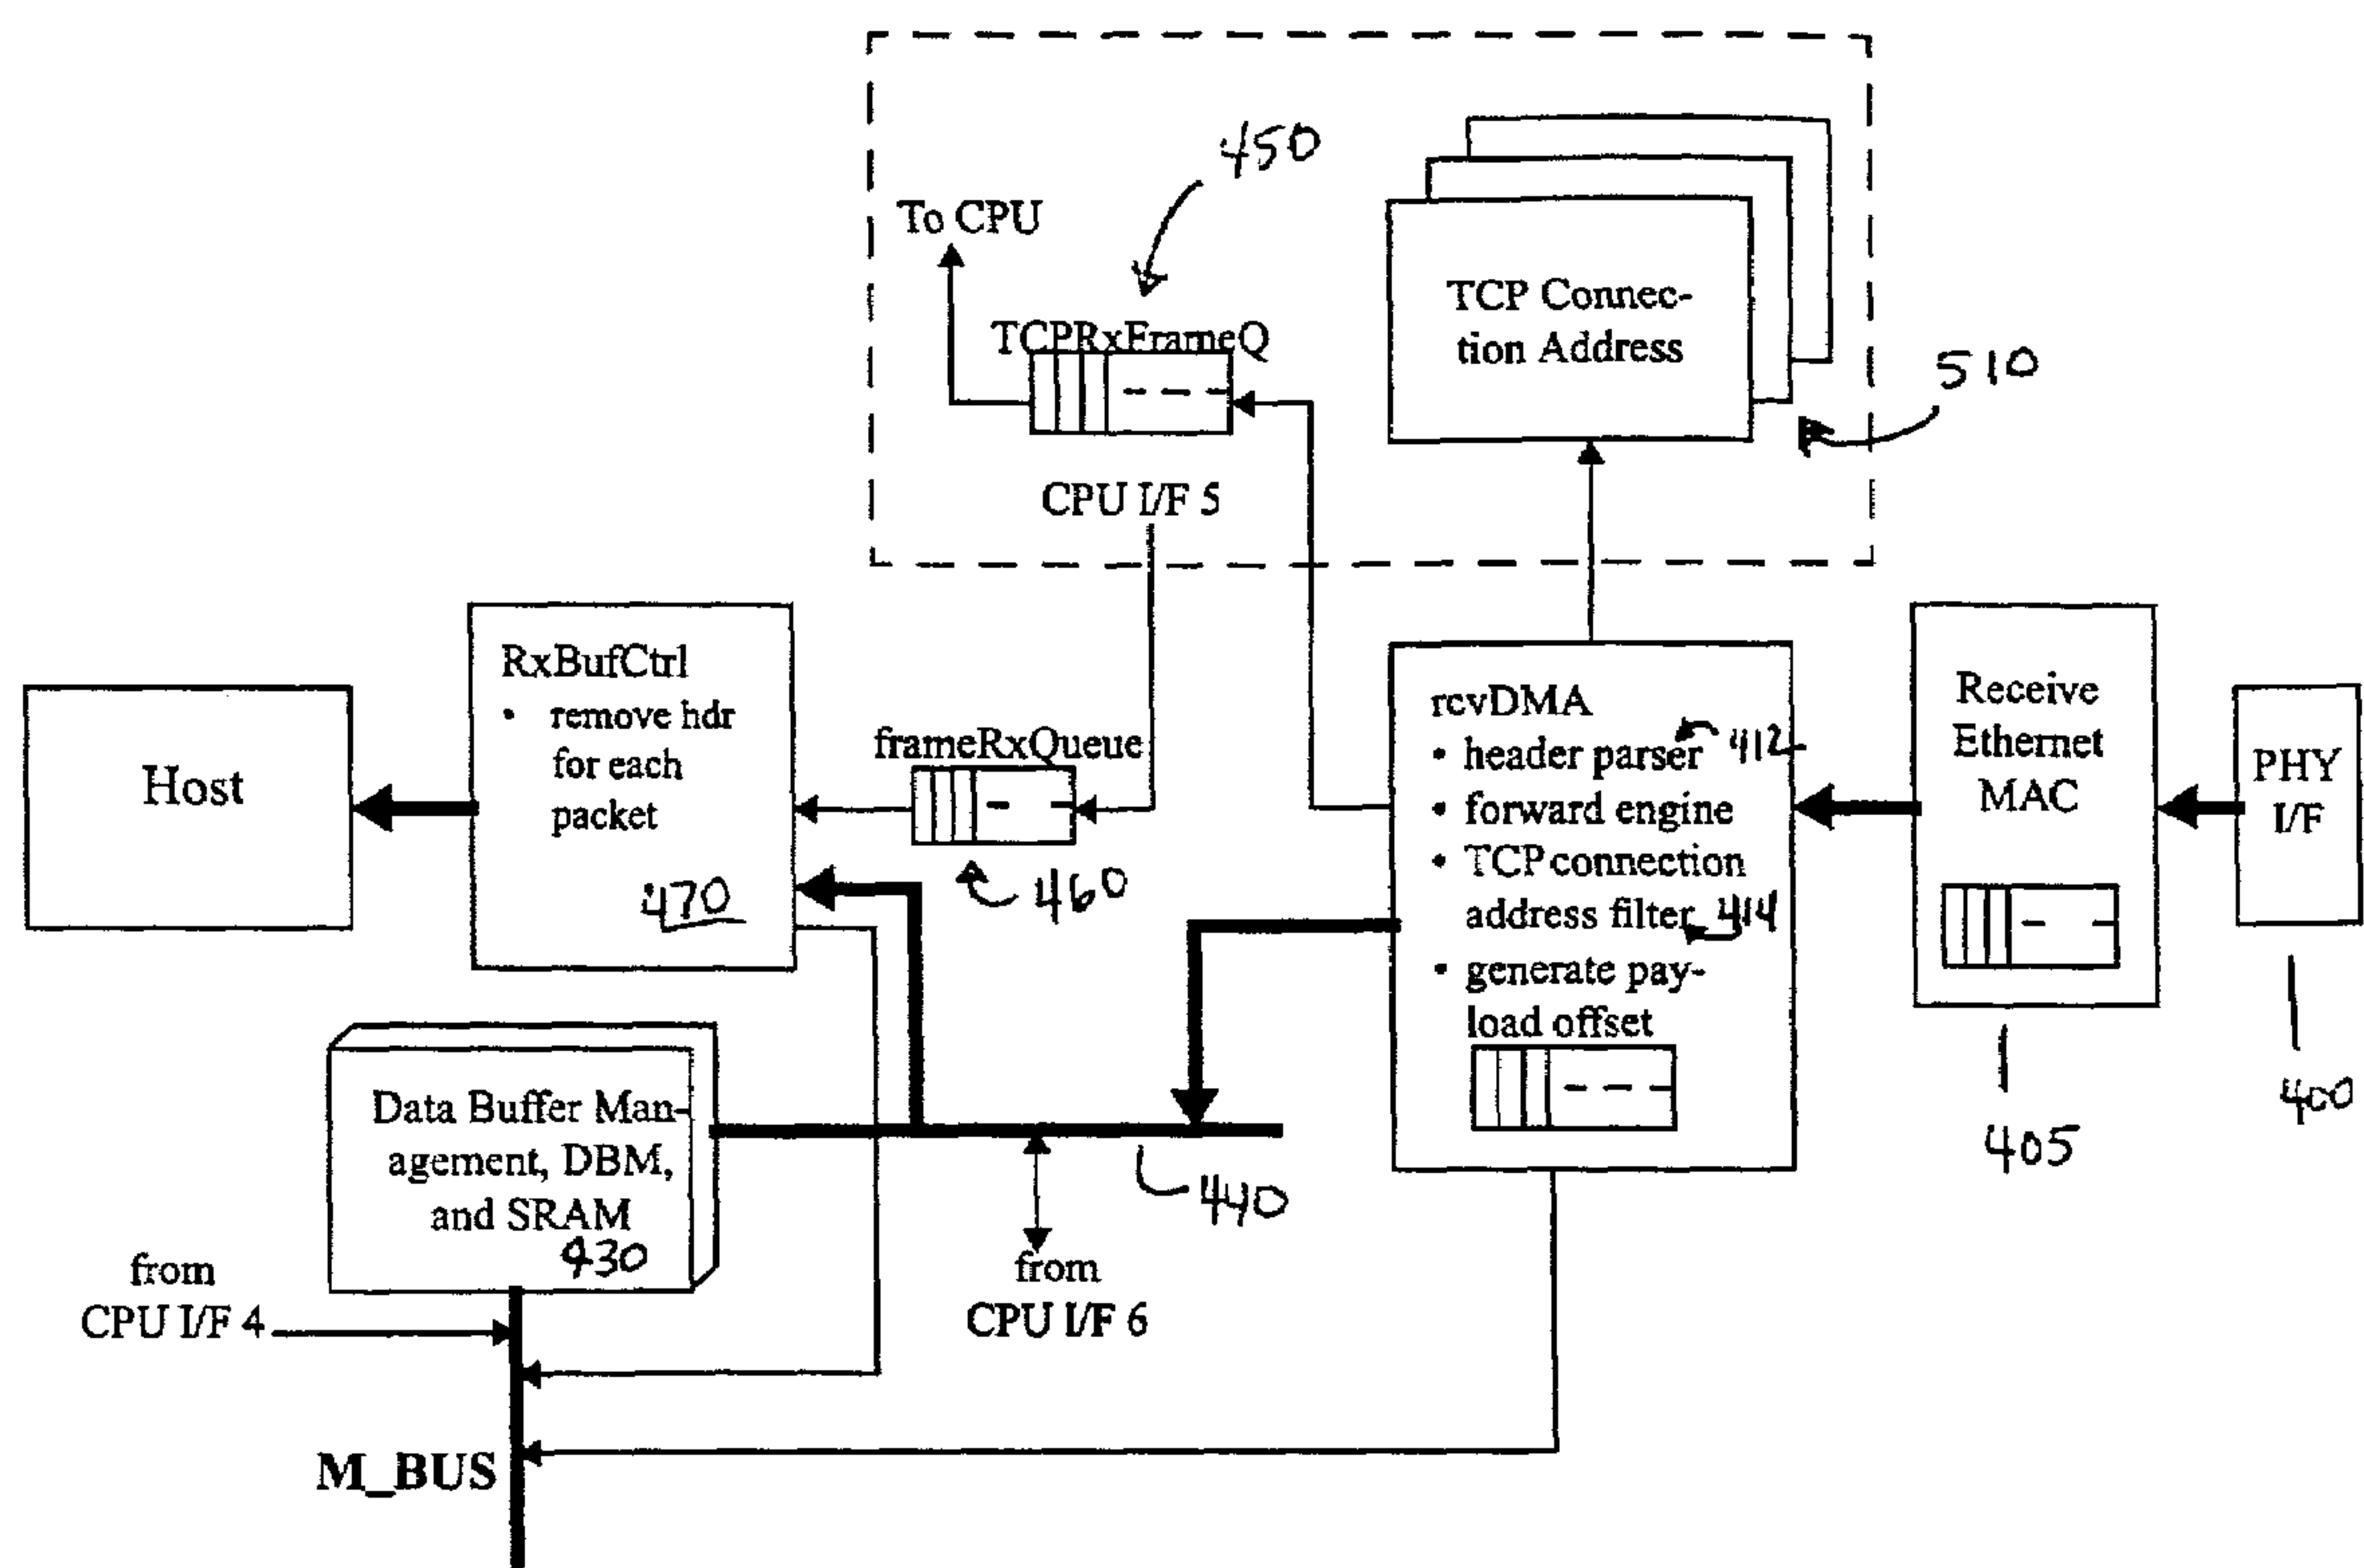 450
To CPU
TCPRxFrameQ
TCP Connec-
tion Address
510
CPU I/F 5
Host
RxBufCtrl
• remove hdr
for each
packet
470
frameRxQueue
460
rcvDMA
• header parser 412
• forward engine
• TCP connection
address filter 414
• generate pay-
load offset
Receive
Ethernet
MAC
405
PHY
I/F
400
Data Buffer Man-
agement, DBM,
and SRAM
430
440
from
CPU I/F 4
from
CPU I/F 6
M_BUS